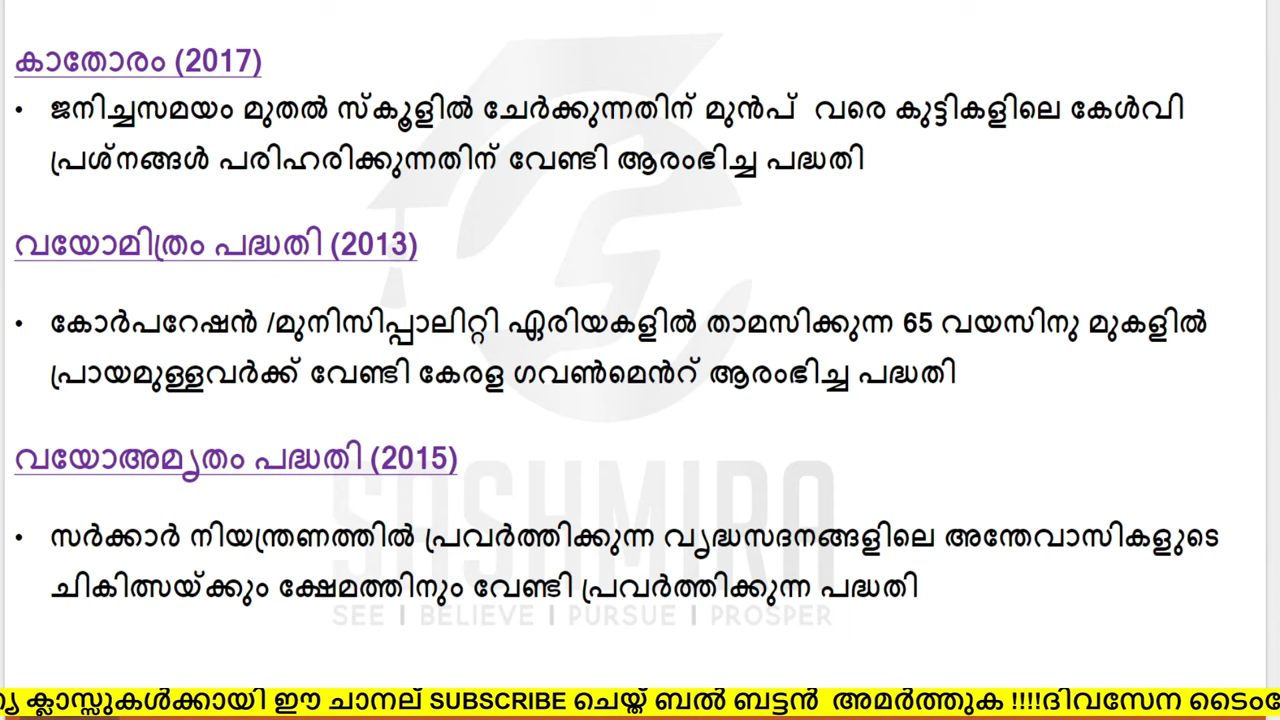 കാതോരം (2017)
• ജനിച്ചസമയം മുതൽ സ്കൂളിൽ ചേർക്കുന്നതിന് മുൻപ് വരെ കുട്ടികളിലെ കേൾവി
പ്രശ്നങ്ങൾ പരിഹരിക്കുന്നതിന് വേണ്ടി ആരംഭിച്ച പദ്ധതി
വയോമിത്രം പദ്ധതി (2013)
• കോർപറേഷൻ /മുനിസിപ്പാലിറ്റി ഏരിയകളിൽ താമസിക്കുന്ന 65 വയസിനു മുകളിൽ
പ്രായമുള്ളവർക്ക് വേണ്ടി കേരള ഗവൺമെൻറ് ആരംഭിച്ച പദ്ധതി
വയോഅമൃതം പദ്ധതി (2015)
• സർക്കാർ നിയന്ത്രണത്തിൽ പ്രവർത്തിക്കുന്ന വൃദ്ധസദനങ്ങളിലെ അന്തേവാസികളുടെ
ചികിത്സയ്ക്കും ക്ഷേമത്തിനും വേണ്ടി പ്രവർത്തിക്കുന്ന പദ്ധതി
SASHMIRA
SEE I BELIEVE I PURSUE I PROSPER
ക്ലാസ്സുകൾക്കായി ഈ ചാനല് SUBSCRIBE ചെയ്ത് ബൽ ബട്ടൻ അമർത്തുക !!!!ദിവസേന